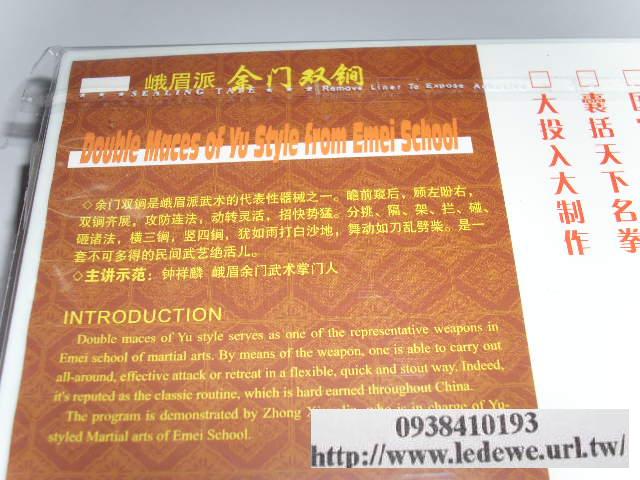 峨眉派 余门双锏
SEALING TAPE Remove Liner To Expose Adhesive
Double Maces of Yu Style from Emei School
◇余门双锏是峨眉派武术的代表性器械之一。瞻前顾后，顾左盼右，
双锏齐展，攻防连法，动转灵活，招快势猛。分挑、隔、架、拦、碰、
砸诸法，横三锏，竖四锏，犹如雨打白沙地，舞动如刀乱劈柴。是一
套不可多得的民间武艺绝活儿。
◇主讲示范：钟祥麟 峨眉余门武术掌门人
INTRODUCTION
Double maces of Yu style serves as one of the representative weapons in
Emei school of martial arts. By means of the weapon, one is able to carry out
all-around, effective attack or retreat in a flexible, quick and stout way. Indeed,
it's reputed as the classic routine, which is hard earned throughout China.
The program is demonstrated by Zhong who is in charge of Yu-
styled Martial arts of Emei School.
囊括天下名拳
大投入大制作
0938410193
http://www.ledewe.url.tw/